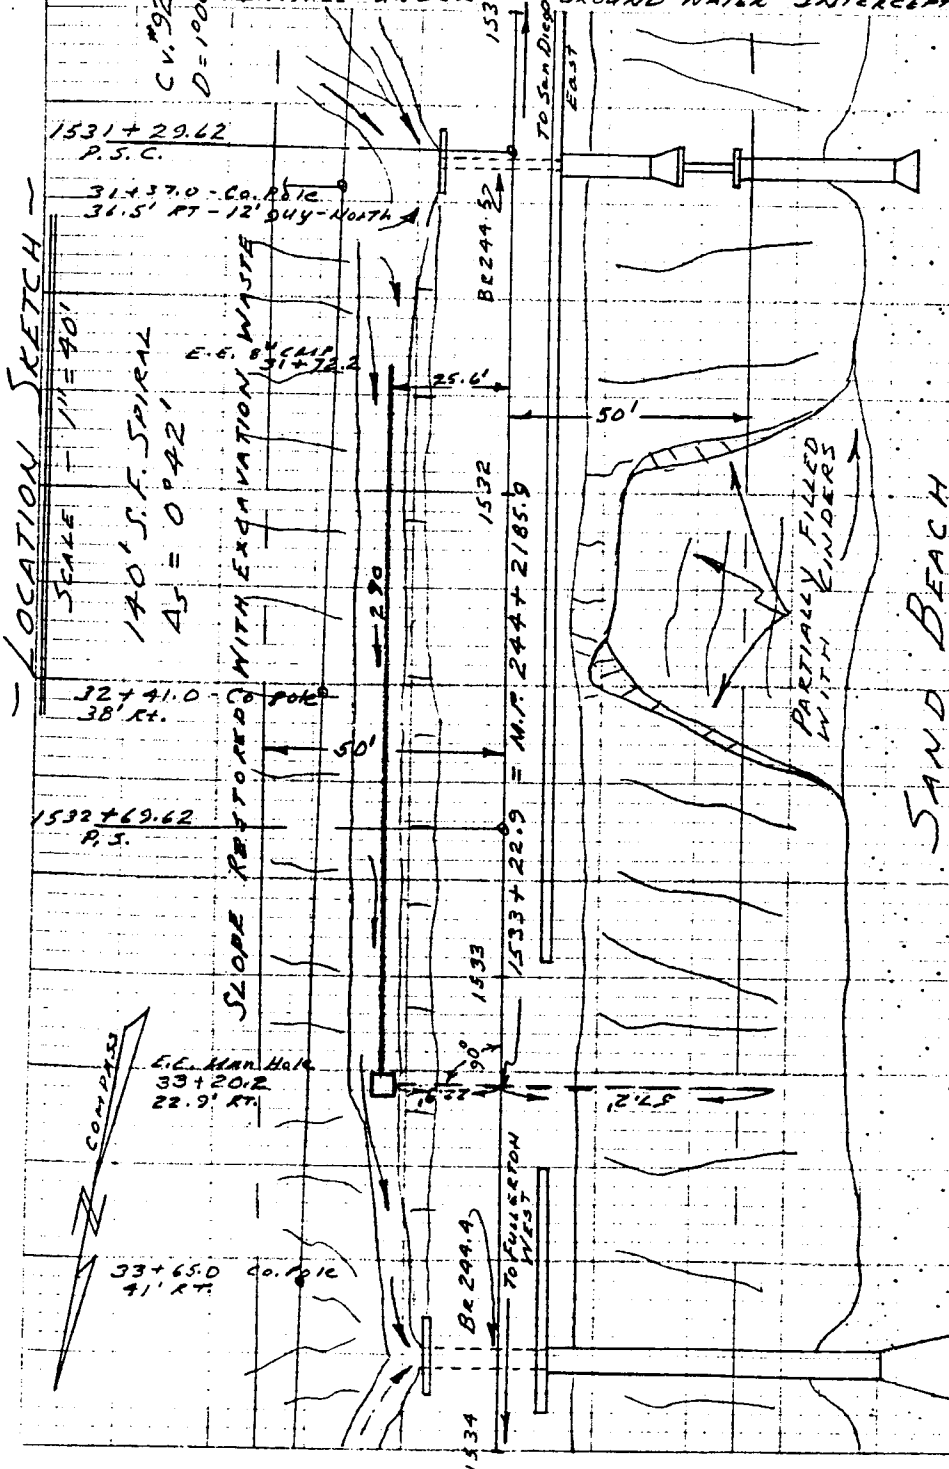 GROUND WATER INTERCEPT
- LOCATION SKETCH -
SCALE - 1" = 40'
140' S.F. SPIRAL
Δs = 0°42'
1531 + 29.62
P.S.C.
31+37.0 - Co. Pole
36.5' RT - 12' GUY - North
E.E. 8" CMP
31+72.2
SLOPE RESTORED WITH EXCAVATION WASTE
32+41.0 - Co pole
38' Rt.
1532+69.62
P.S.
E.E. Man Hole
33+20.2
22.9' RT.
COMPASS
33+65.0 Co. Pole
41' RT.
25.6'
50'
290
50'
1532
1533
1534
BR 244.5
BR 244.4
1533+22.9 = M.P. 244+2185.9
To San Diego
East
To Fullerton
West
90°
22.9'
57.2'
PARTIALLY FILLED
WITH CINDERS
SAND BEACH